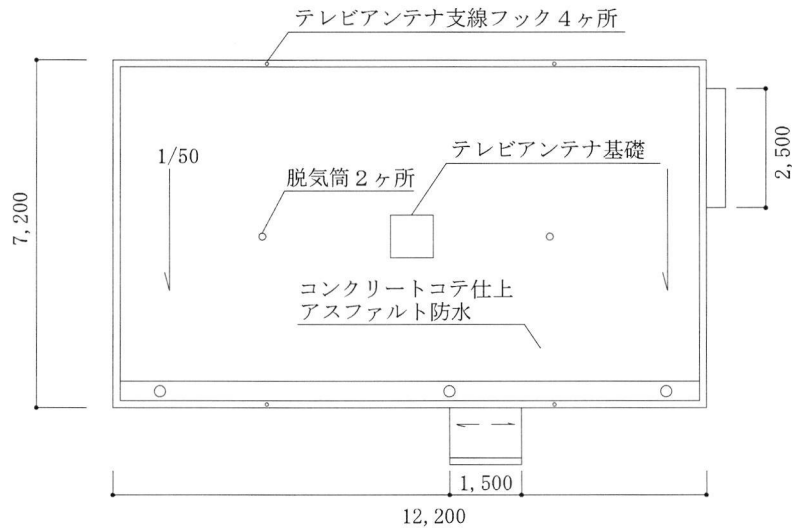 テレビアンテナ支線フック4ヶ所
1/50
テレビアンテナ基礎
脱気筒2ヶ所
2,500
7,200
コンクリートコテ仕上
アスファルト防水
1,500
12,200